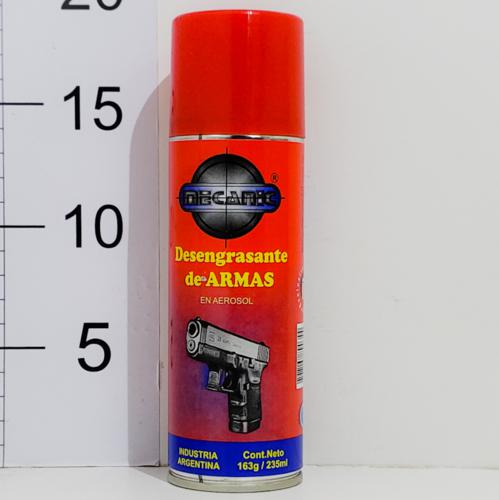 20
15
10
5
MECANIC
®
Desengrasante
de ARMAS
EN AEROSOL
INDUSTRIA
ARGENTINA
Cont.Neto
163g / 235ml